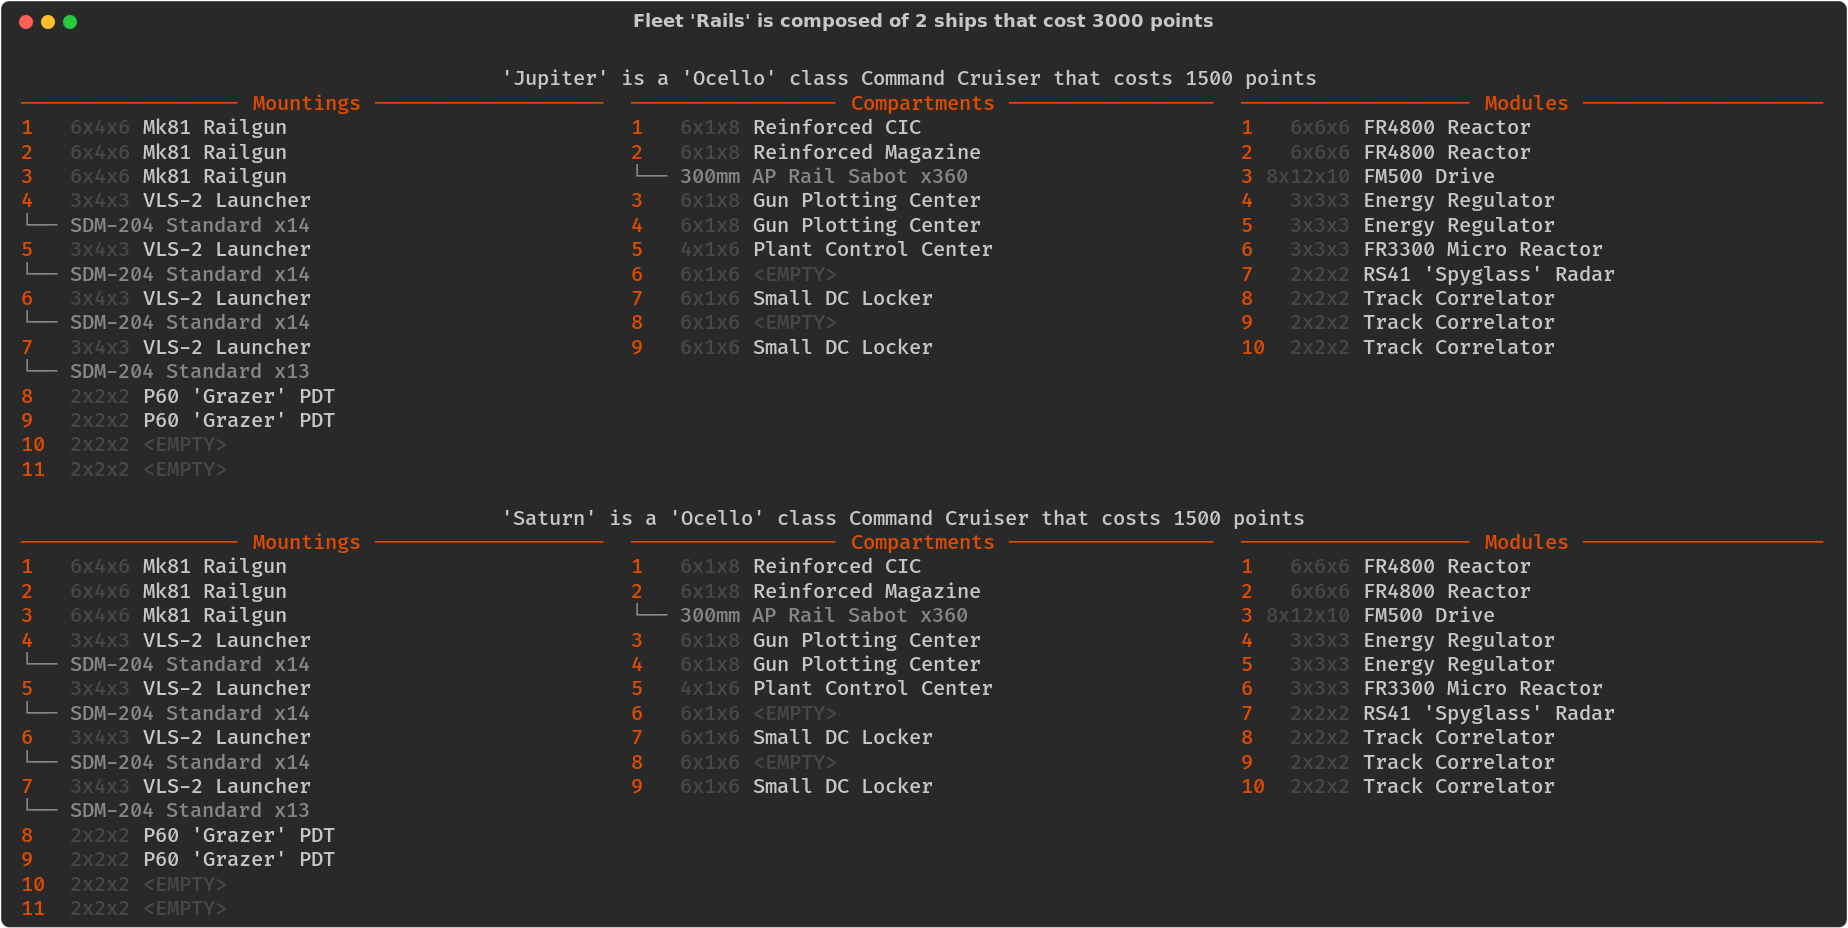 Fleet 'Rails' is composed of 2 ships that cost 3000 points
'Jupiter' is a 'Ocello' class Command Cruiser that costs 1500 points
Mountings
1 6x4x6 Mk81 Railgun
2 6x4x6 Mk81 Railgun
3 6x4x6 Mk81 Railgun
4 3x4x3 VLS-2 Launcher
SDM-204 Standard x14
5 3x4x3 VLS-2 Launcher
SDM-204 Standard x14
6 3x4x3 VLS-2 Launcher
SDM-204 Standard x14
7 3x4x3 VLS-2 Launcher
SDM-204 Standard x13
8 2x2x2 P60 'Grazer' PDT
9 2x2x2 P60 'Grazer' PDT
10 2x2x2 <EMPTY>
11 2x2x2 <EMPTY>
Compartments
1 6x1x8 Reinforced CIC
2 6x1x8 Reinforced Magazine
300mm AP Rail Sabot x360
3 6x1x8 Gun Plotting Center
4 6x1x8 Gun Plotting Center
5 4x1x6 Plant Control Center
6 6x1x6 <EMPTY>
7 6x1x6 Small DC Locker
8 6x1x6 <EMPTY>
9 6x1x6 Small DC Locker
Modules
1 6x6x6 FR4800 Reactor
2 6x6x6 FR4800 Reactor
3 8x12x10 FM500 Drive
4 3x3x3 Energy Regulator
5 3x3x3 Energy Regulator
6 3x3x3 FR3300 Micro Reactor
7 2x2x2 RS41 'Spyglass' Radar
8 2x2x2 Track Correlator
9 2x2x2 Track Correlator
10 2x2x2 Track Correlator
'Saturn' is a 'Ocello' class Command Cruiser that costs 1500 points
Mountings
1 6x4x6 Mk81 Railgun
2 6x4x6 Mk81 Railgun
3 6x4x6 Mk81 Railgun
4 3x4x3 VLS-2 Launcher
SDM-204 Standard x14
5 3x4x3 VLS-2 Launcher
SDM-204 Standard x14
6 3x4x3 VLS-2 Launcher
SDM-204 Standard x14
7 3x4x3 VLS-2 Launcher
SDM-204 Standard x13
8 2x2x2 P60 'Grazer' PDT
9 2x2x2 P60 'Grazer' PDT
10 2x2x2 <EMPTY>
11 2x2x2 <EMPTY>
Compartments
1 6x1x8 Reinforced CIC
2 6x1x8 Reinforced Magazine
300mm AP Rail Sabot x360
3 6x1x8 Gun Plotting Center
4 6x1x8 Gun Plotting Center
5 4x1x6 Plant Control Center
6 6x1x6 <EMPTY>
7 6x1x6 Small DC Locker
8 6x1x6 <EMPTY>
9 6x1x6 Small DC Locker
Modules
1 6x6x6 FR4800 Reactor
2 6x6x6 FR4800 Reactor
3 8x12x10 FM500 Drive
4 3x3x3 Energy Regulator
5 3x3x3 Energy Regulator
6 3x3x3 FR3300 Micro Reactor
7 2x2x2 RS41 'Spyglass' Radar
8 2x2x2 Track Correlator
9 2x2x2 Track Correlator
10 2x2x2 Track Correlator